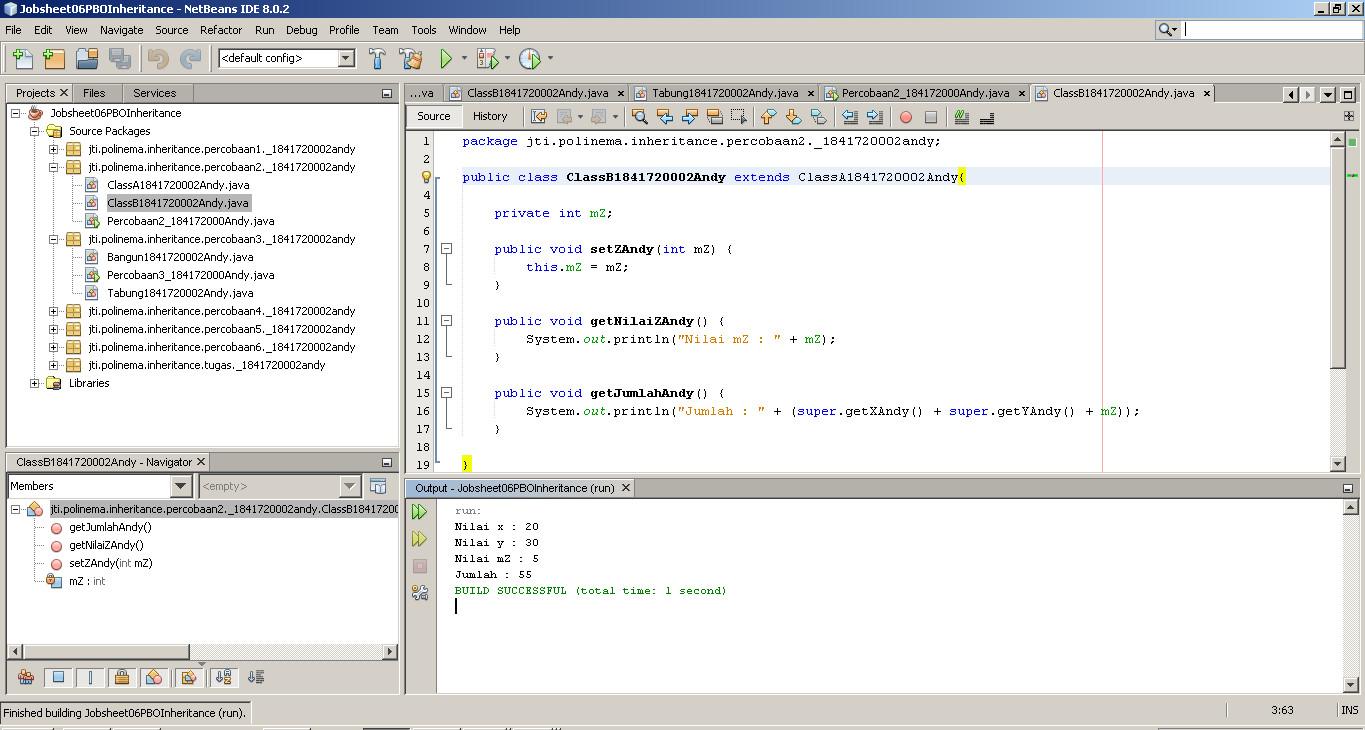 Jobsheet06PBOInheritance - NetBeans IDE 8.0.2
File Edit View Navigate Source Refactor Run Debug Profile Team Tools Window Help
<default config>
Projects Files Services
Jobsheet06PBOInheritance
Source Packages
jti.polinema.inheritance.percobaan1._1841720002andy
jti.polinema.inheritance.percobaan2._1841720002andy
ClassA1841720002Andy.java
ClassB1841720002Andy.java
Percobaan2_184172000Andy.java
jti.polinema.inheritance.percobaan3._1841720002andy
Bangun1841720002Andy.java
Percobaan3_184172000Andy.java
Tabung1841720002Andy.java
jti.polinema.inheritance.percobaan4._1841720002andy
jti.polinema.inheritance.percobaan5._1841720002andy
jti.polinema.inheritance.percobaan6._1841720002andy
jti.polinema.inheritance.tugas._1841720002andy
Libraries
ClassB1841720002Andy - Navigator
Members <empty>
jti.polinema.inheritance.percobaan2._1841720002andy.ClassB18417200
getJumlahAndy()
getNilaiZAndy()
setZAndy(int mZ)
mZ : int
...va ClassB1841720002Andy.java Tabung1841720002Andy.java Percobaan2_184172000Andy.java ClassB1841720002Andy.java
Source History
1 package jti.polinema.inheritance.percobaan2._1841720002andy;
2
public class ClassB1841720002Andy extends ClassA1841720002Andy{
4
5 private int mZ;
6
7 public void setZAndy(int mZ) {
8 this.mZ = mZ;
9 }
10
11 public void getNilaiZAndy() {
12 System.out.println("Nilai mZ : " + mZ);
13 }
14
15 public void getJumlahAndy() {
16 System.out.println("Jumlah : " + (super.getXAndy() + super.getYAndy() + mZ));
17 }
18
19 }
Output - Jobsheet06PBOInheritance (run)
run:
Nilai x : 20
Nilai y : 30
Nilai mZ : 5
Jumlah : 55
BUILD SUCCESSFUL (total time: 1 second)
Finished building Jobsheet06PBOInheritance (run).
3:63 INS